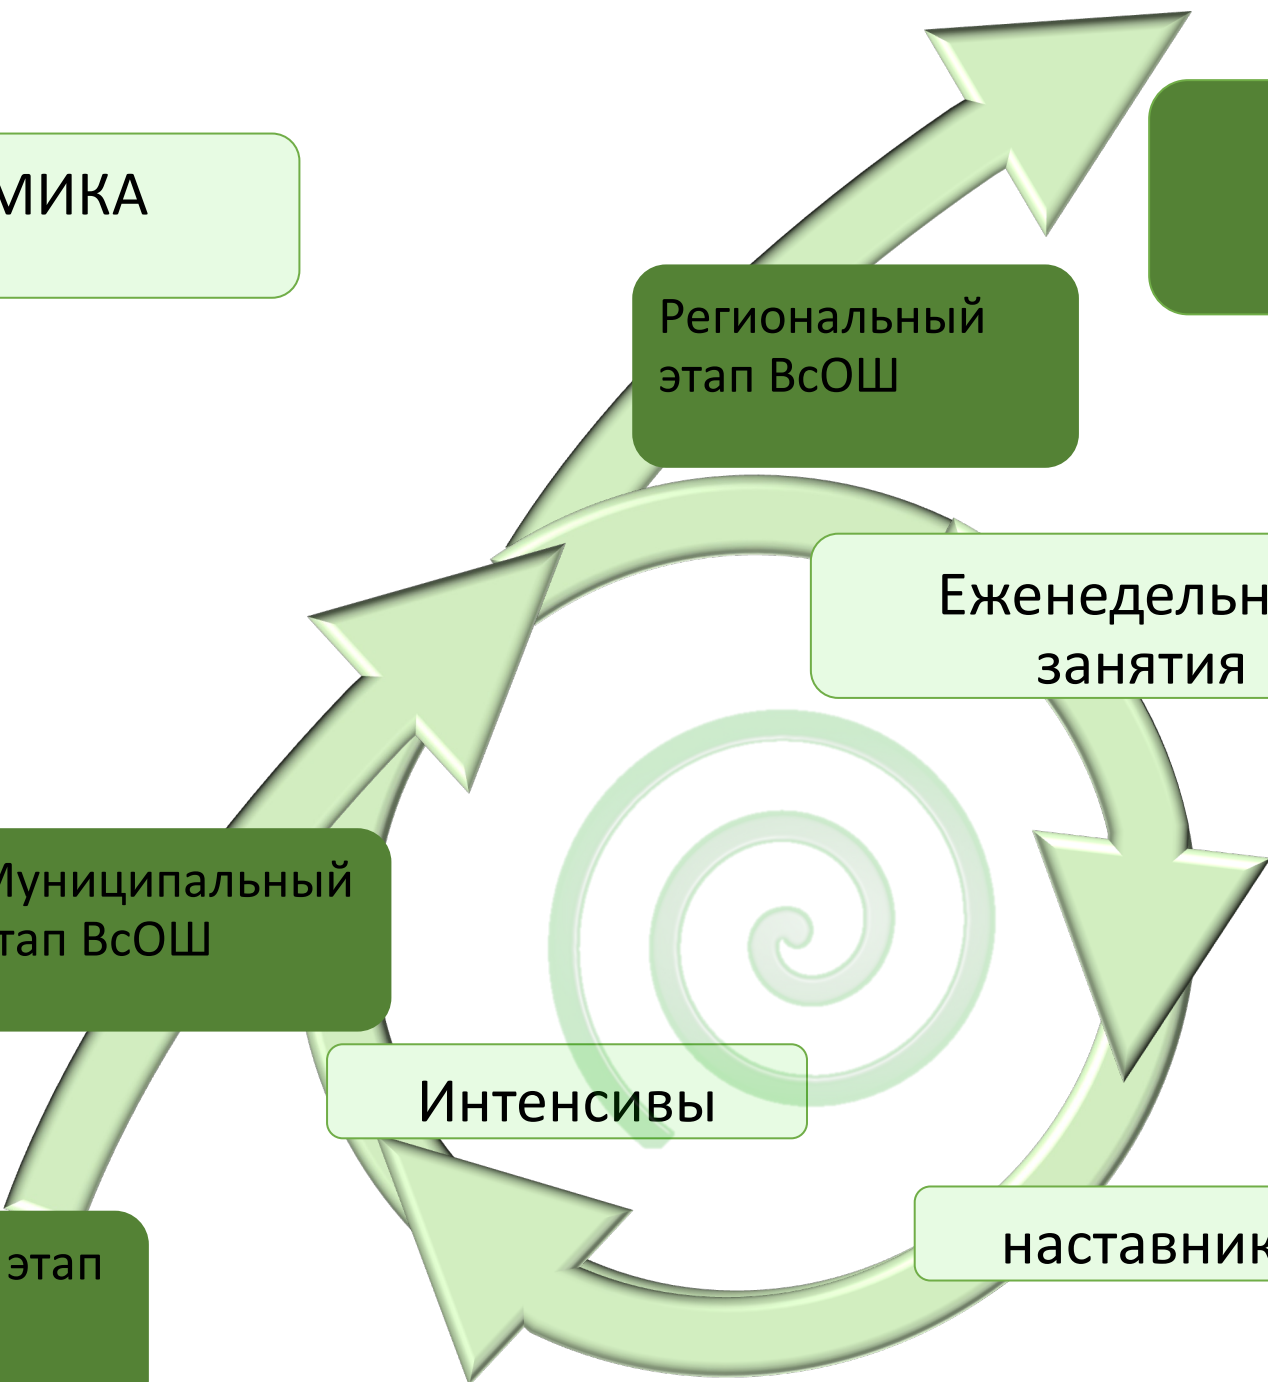 МИКА
Региональный
этап ВсОШ
Еженедельн
занятия
Муниципальный
тап ВсОШ
Интенсивы
наставник
этап